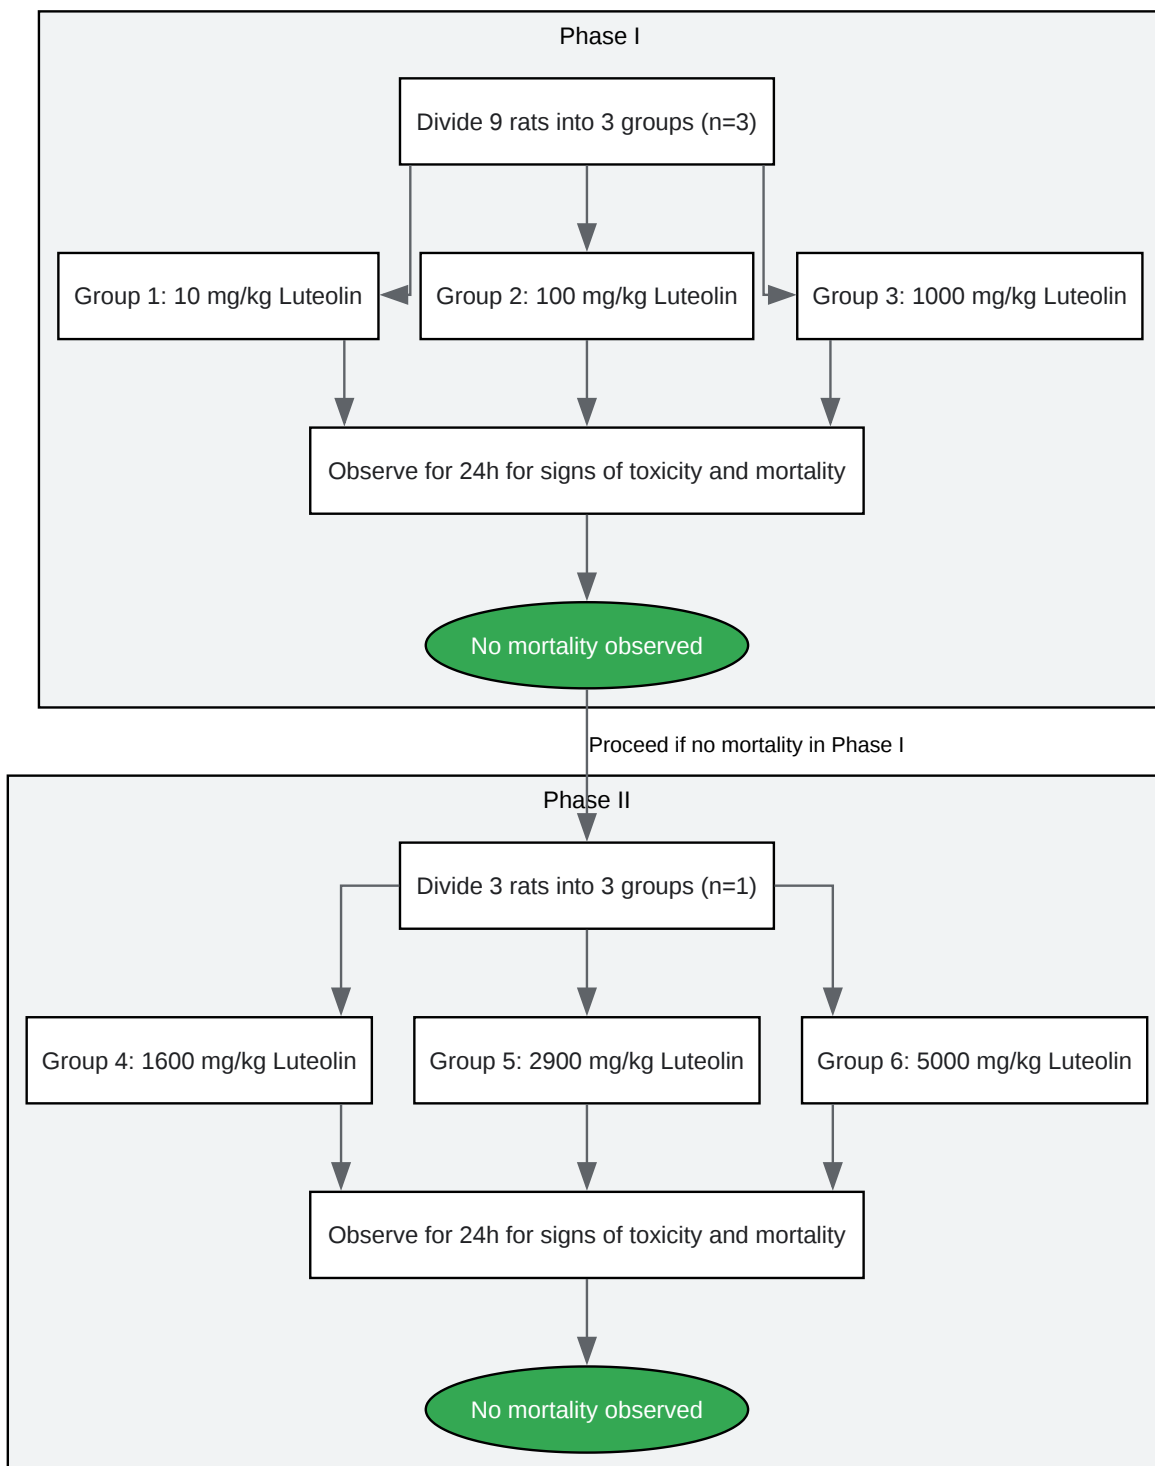 Phase I
Divide 9 rats into 3 groups (n=3)
Group 1: 10 mg/kg Luteolin
Group 2: 100 mg/kg Luteolin
Group 3: 1000 mg/kg Luteolin
Observe for 24h for signs of toxicity and mortality
No mortality observed
Proceed if no mortality in Phase I
Phase II
Divide 3 rats into 3 groups (n=1)
Group 4: 1600 mg/kg Luteolin
Group 5: 2900 mg/kg Luteolin
Group 6: 5000 mg/kg Luteolin
Observe for 24h for signs of toxicity and mortality
No mortality observed